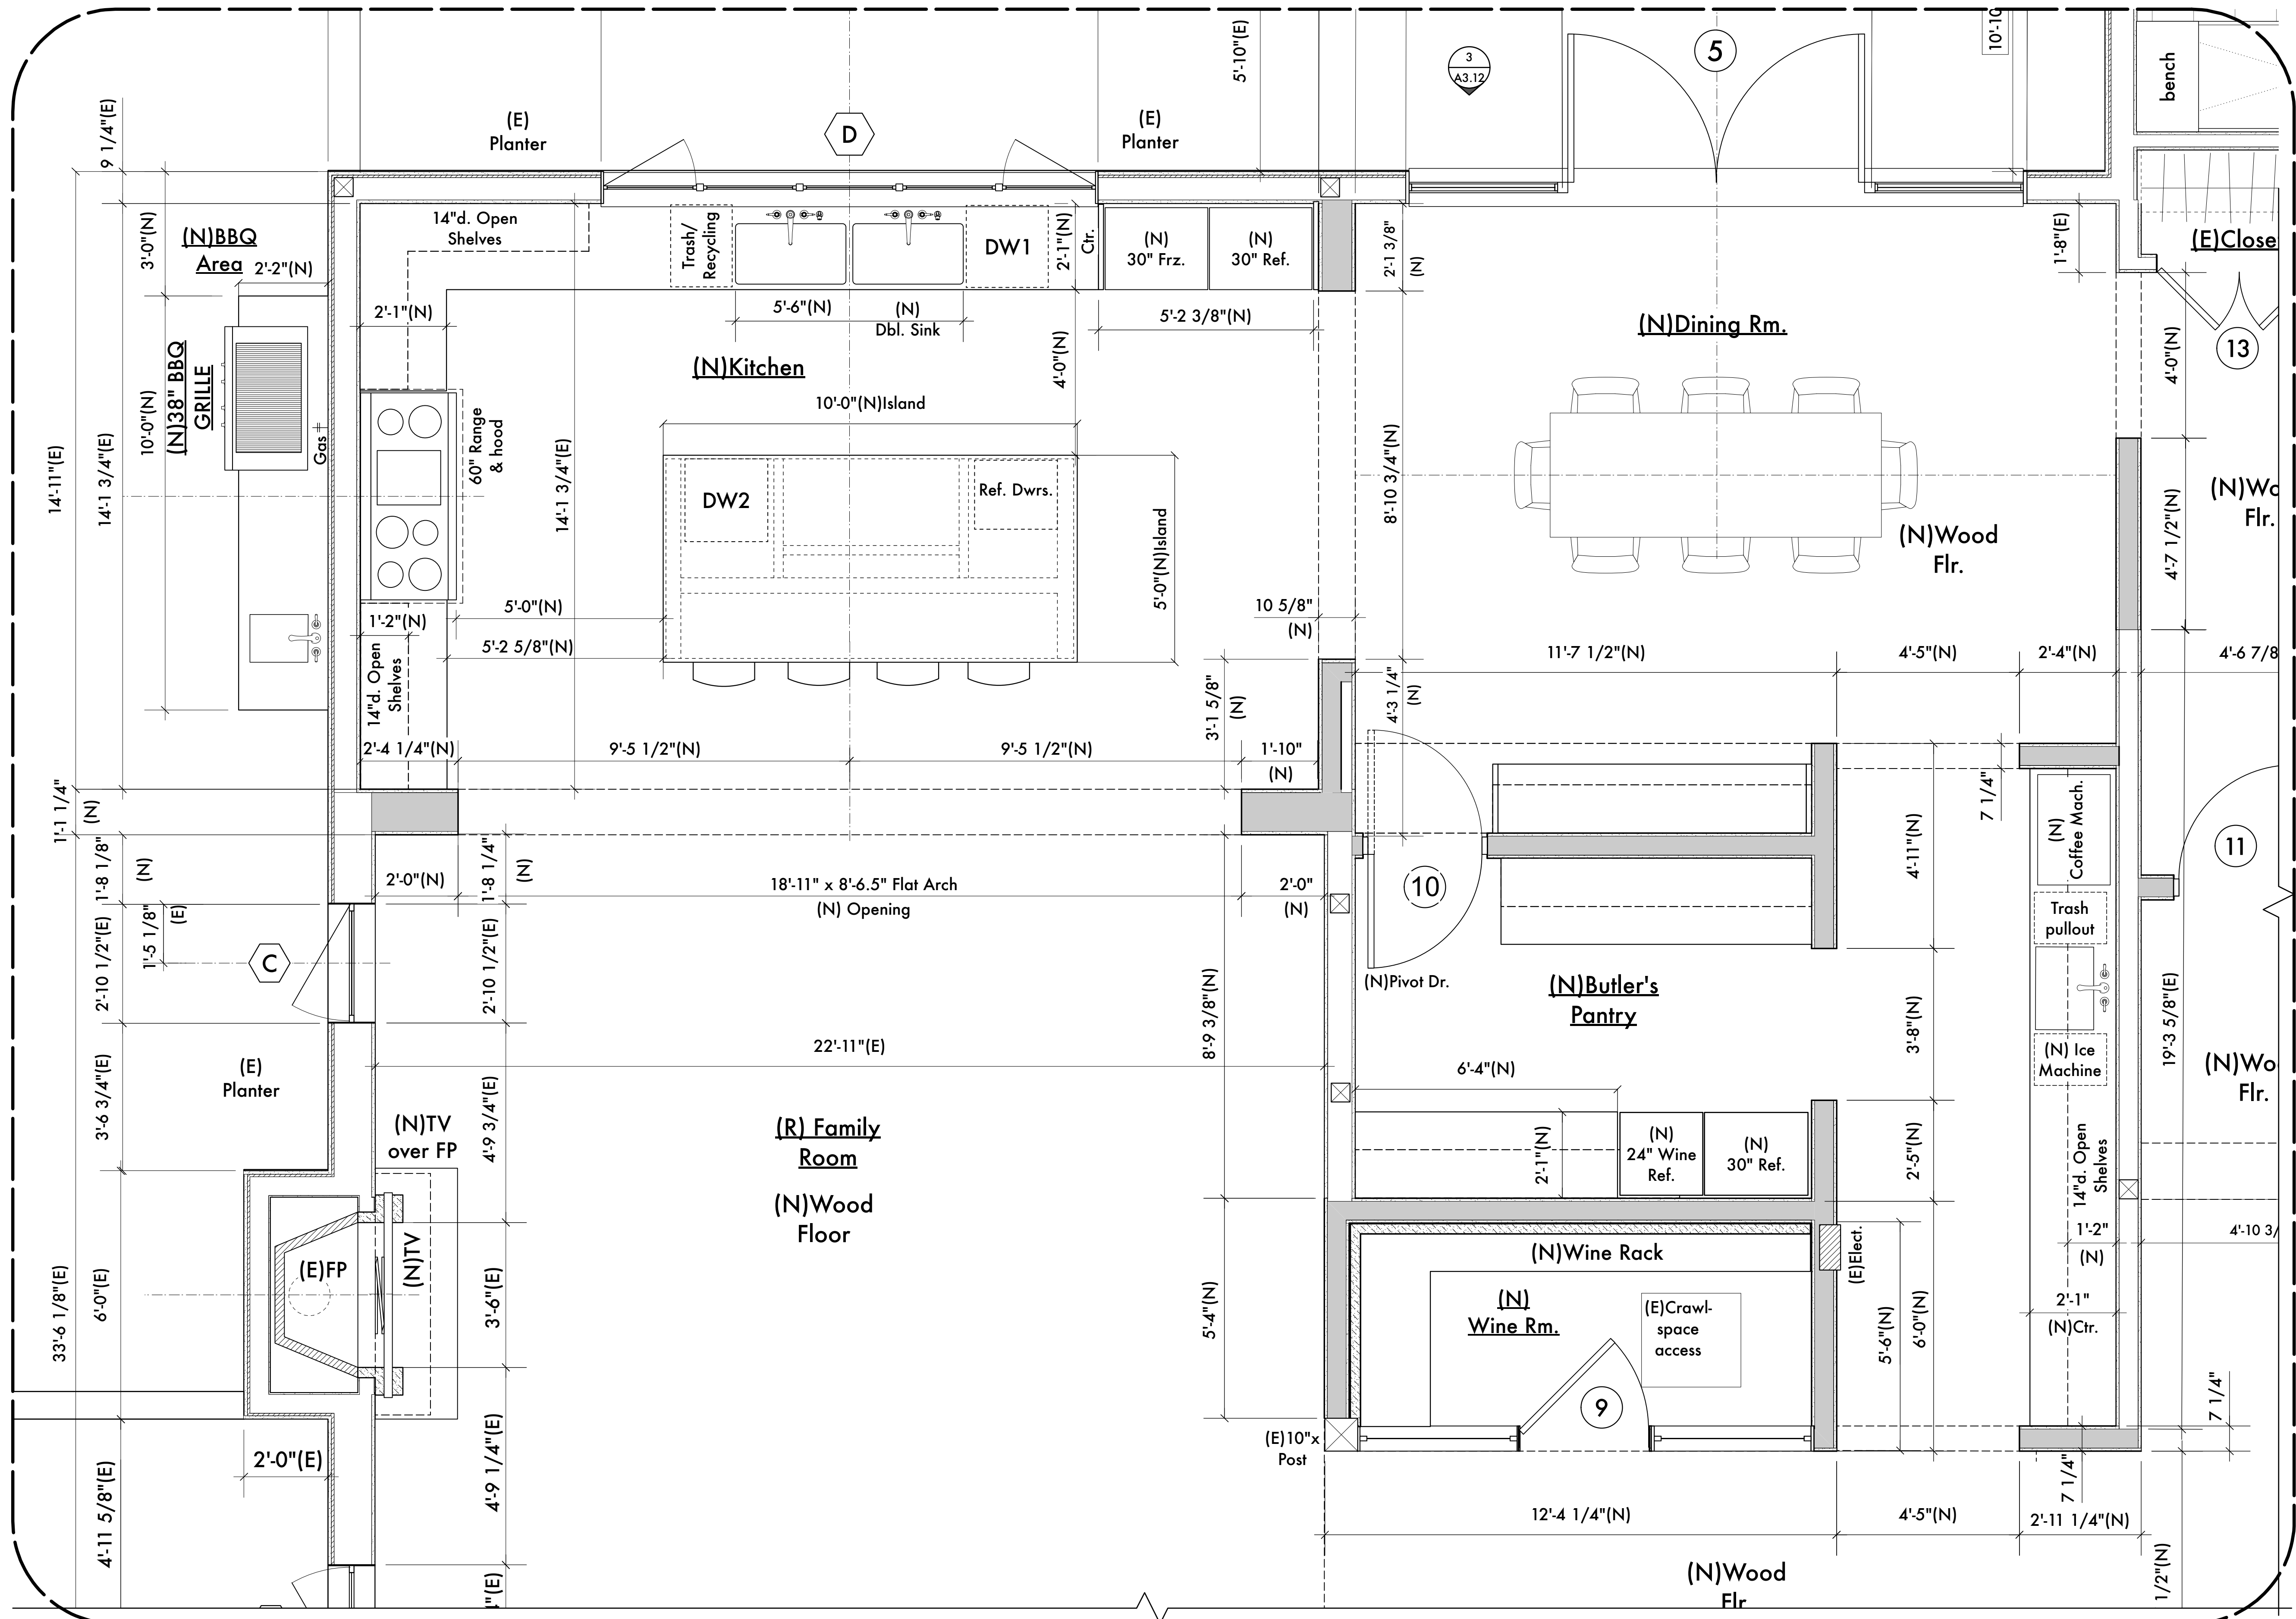 5'-10"(E)
3
A3.12
5
10'-10
bench
9 1/4"(E)
(E)
Planter
D
(E)
Planter
3'-0"(N)
(N)BBQ
Area
2'-2"(N)
14"d. Open
Shelves
Trash/
Recycling
DW1
2'-1"(N)
Ctr.
(N)
30" Frz.
(N)
30" Ref.
2'-1 3/8"
(N)
1'-8"(E)
(E)Close
2'-1"(N)
5'-6"(N)
(N)
Dbl. Sink
5'-2 3/8"(N)
(N)Dining Rm.
13
4'-0"(N)
(N)Kitchen
4'-0"(N)
10'-0"(N)Island
14'-11"(E)
14'-1 3/4"(E)
10'-0"(N)
(N)38" BBQ
GRILLE
Gas
60" Range
& hood
14'-1 3/4"(E)
DW2
Ref. Dwrs.
5'-0"(N)Island
8'-10 3/4"(N)
(N)Wood
Flr.
4'-7 1/2"(N)
(N)Wo
Flr.
1'-2"(N)
14"d. Open
Shelves
5'-0"(N)
5'-2 5/8"(N)
10 5/8"
(N)
11'-7 1/2"(N)
4'-5"(N)
2'-4"(N)
4'-6 7/8
3'-1 5/8"
(N)
4'-3 1/4"
(N)
2'-4 1/4"(N)
9'-5 1/2"(N)
9'-5 1/2"(N)
1'-10"
(N)
7 1/4"
(N)
Coffee Mach.
1'-1 1/4"
(N)
1'-8 1/8"
(N)
2'-0"(N)
1'-8 1/4"
(N)
18'-11" x 8'-6.5" Flat Arch
(N) Opening
2'-0"
(N)
10
4'-11"(N)
11
Trash
pullout
2'-10 1/2"(E)
1'-5 1/8"
(E)
C
2'-10 1/2"(E)
(N)Pivot Dr.
(N)Butler's
Pantry
8'-9 3/8"(N)
3'-8"(N)
(N) Ice
Machine
19'-3 5/8"(E)
(N)Wo
Flr.
22'-11"(E)
3'-6 3/4"(E)
(E)
Planter
4'-9 3/4"(E)
6'-4"(N)
(N)TV
over FP
(R) Family
Room
(N)Wood
Floor
2'-1"(N)
(N)
24" Wine
Ref.
(N)
30" Ref.
2'-5"(N)
14"d. Open
Shelves
33'-6 1/8"(E)
6'-0"(E)
(E)FP
(N)TV
3'-6"(E)
5'-4"(N)
(N)Wine Rack
(N)
Wine Rm.
(E)Crawl-
space
access
(E)Elect.
5'-6"(N)
6'-0"(N)
1'-2"
(N)
4'-10 3/
2'-1"
(N)Ctr.
9
7 1/4"
(E)10"x
Post
2'-0"(E)
4'-9 1/4"(E)
4'-11 5/8"(E)
7 1/4"
12'-4 1/4"(N)
4'-5"(N)
2'-11 1/4"(N)
(N)Wood
Flr
1/2"(N)
"(E)